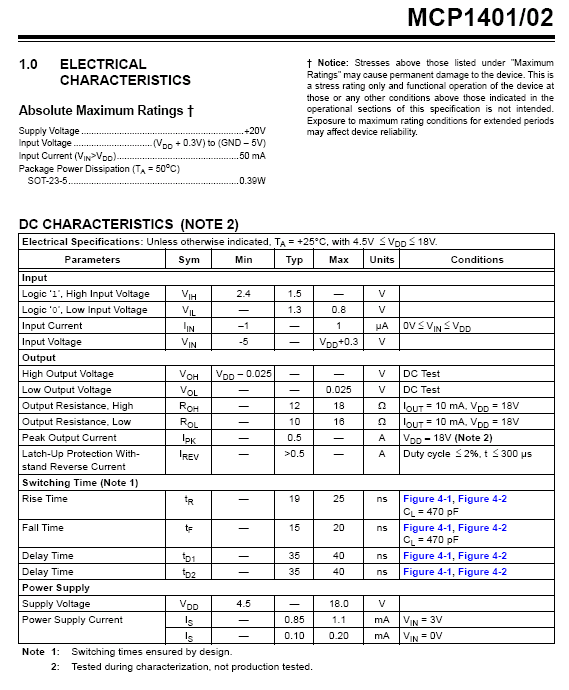 MCP1401/02
1.0 ELECTRICAL
CHARACTERISTICS
Absolute Maximum Ratings †
Supply Voltage ................................................................+20V
Input Voltage ............................... (VDD + 0.3V) to (GND – 5V)
Input Current (VIN>VDD)................................................50 mA
Package Power Dissipation (TA = 50°C)
SOT-23-5....................................................................0.39W
† Notice: Stresses above those listed under "Maximum
Ratings" may cause permanent damage to the device. This is
a stress rating only and functional operation of the device at
those or any other conditions above those indicated in the
operational sections of this specification is not intended.
Exposure to maximum rating conditions for extended periods
may affect device reliability.
DC CHARACTERISTICS (NOTE 2)
Electrical Specifications: Unless otherwise indicated, TA = +25°C, with 4.5V ≤ VDD ≤ 18V.
Parameters Sym Min Typ Max Units Conditions
Input
Logic '1', High Input Voltage VIH 2.4 1.5 — V
Logic '0', Low Input Voltage VIL — 1.3 0.8 V
Input Current IIN –1 — 1 µA 0V ≤ VIN ≤ VDD
Input Voltage VIN -5 — VDD+0.3 V
Output
High Output Voltage VOH VDD – 0.025 — — V DC Test
Low Output Voltage VOL — — 0.025 V DC Test
Output Resistance, High ROH — 12 18 Ω IOUT = 10 mA, VDD = 18V
Output Resistance, Low ROL — 10 16 Ω IOUT = 10 mA, VDD = 18V
Peak Output Current IPK — 0.5 — A VDD – 18V (Note 2)
Latch-Up Protection With-
stand Reverse Current IREV — >0.5 — A Duty cycle ≤ 2%, t ≤ 300 µs
Switching Time (Note 1)
Rise Time tR — 19 25 ns Figure 4-1, Figure 4-2
CL = 470 pF
Fall Time tF — 15 20 ns Figure 4-1, Figure 4-2
CL = 470 pF
Delay Time tD1 — 35 40 ns Figure 4-1, Figure 4-2
Delay Time tD2 — 35 40 ns Figure 4-1, Figure 4-2
Power Supply
Supply Voltage VDD 4.5 — 18.0 V
Power Supply Current IS — 0.85 1.1 mA VIN = 3V
IS — 0.10 0.20 mA VIN = 0V
Note 1: Switching times ensured by design.
2: Tested during characterization, not production tested.